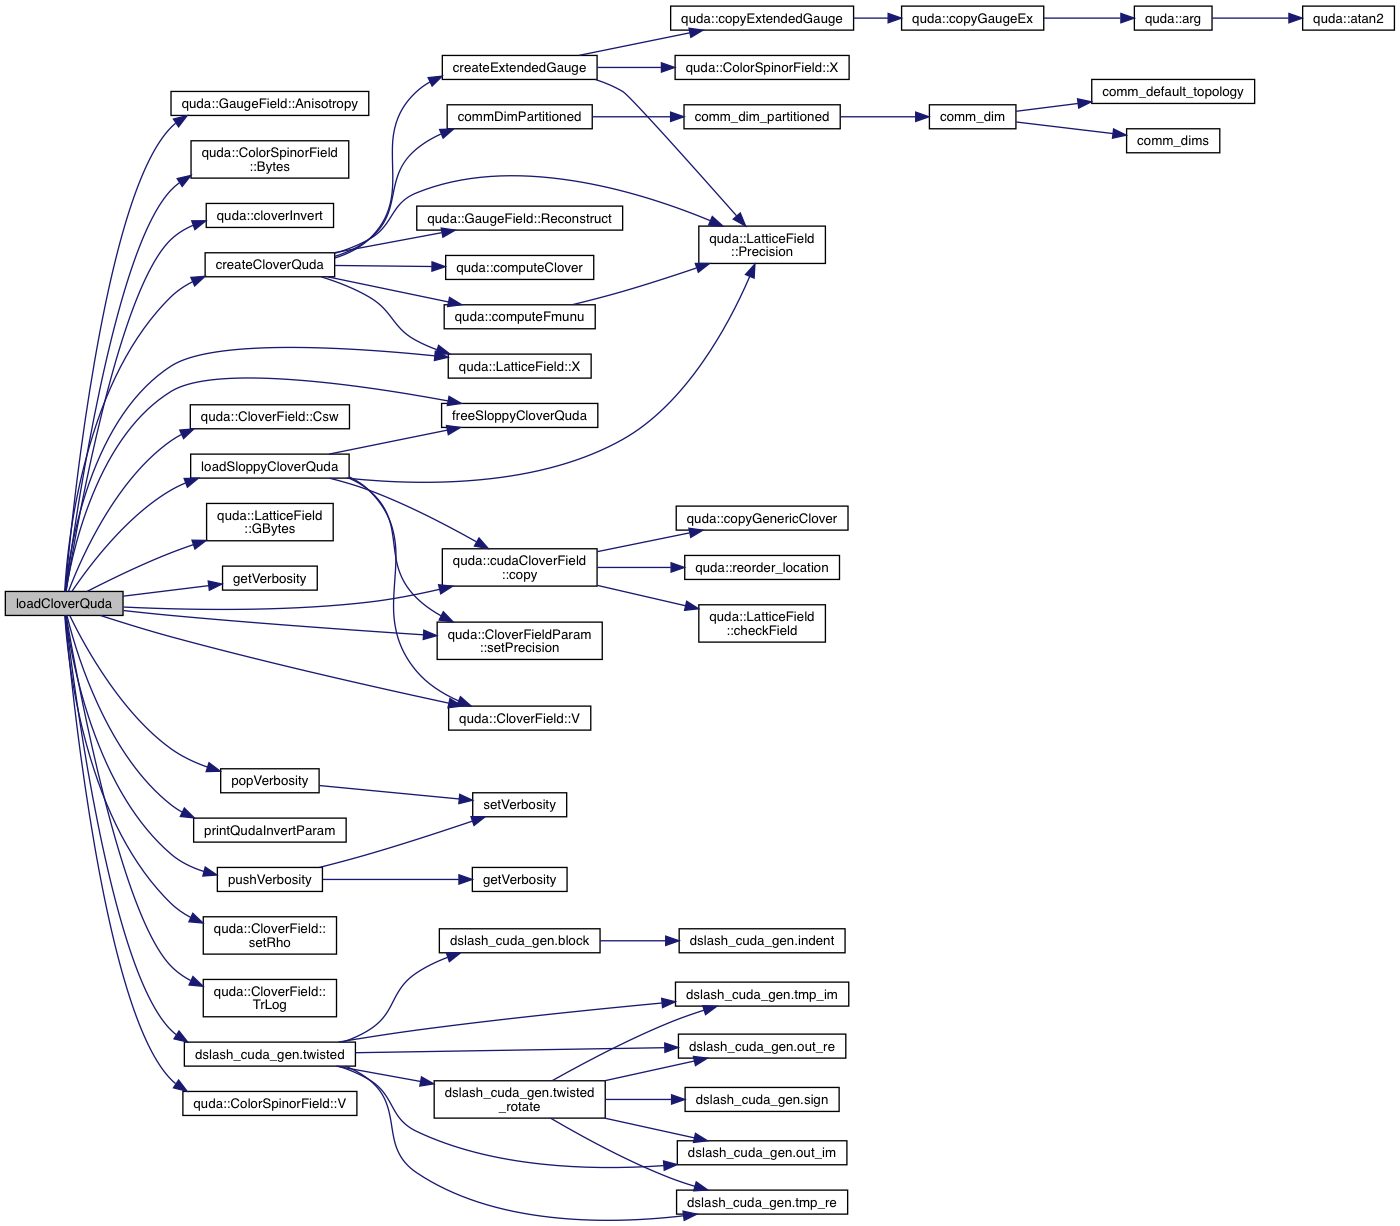 quda::copyExtendedGauge
quda::copyGaugeEx
quda::arg
quda::atan2
createExtendedGauge
quda::ColorSpinorField::X
quda::GaugeField::Anisotropy
comm_default_topology
commDimPartitioned
comm_dim_partitioned
comm_dim
comm_dims
quda::ColorSpinorField
::Bytes
quda::cloverInvert
quda::GaugeField::Reconstruct
quda::LatticeField
::Precision
createCloverQuda
quda::computeClover
quda::computeFmunu
quda::LatticeField::X
quda::CloverField::Csw
freeSloppyCloverQuda
loadSloppyCloverQuda
quda::LatticeField
::GBytes
quda::copyGenericClover
quda::cudaCloverField
::copy
quda::reorder_location
getVerbosity
loadCloverQuda
quda::LatticeField
::checkField
quda::CloverFieldParam
::setPrecision
quda::CloverField::V
popVerbosity
setVerbosity
printQudaInvertParam
pushVerbosity
getVerbosity
quda::CloverField::
setRho
dslash_cuda_gen.block
dslash_cuda_gen.indent
quda::CloverField::
TrLog
dslash_cuda_gen.tmp_im
dslash_cuda_gen.twisted
dslash_cuda_gen.out_re
quda::ColorSpinorField::V
dslash_cuda_gen.twisted
_rotate
dslash_cuda_gen.sign
dslash_cuda_gen.out_im
dslash_cuda_gen.tmp_re